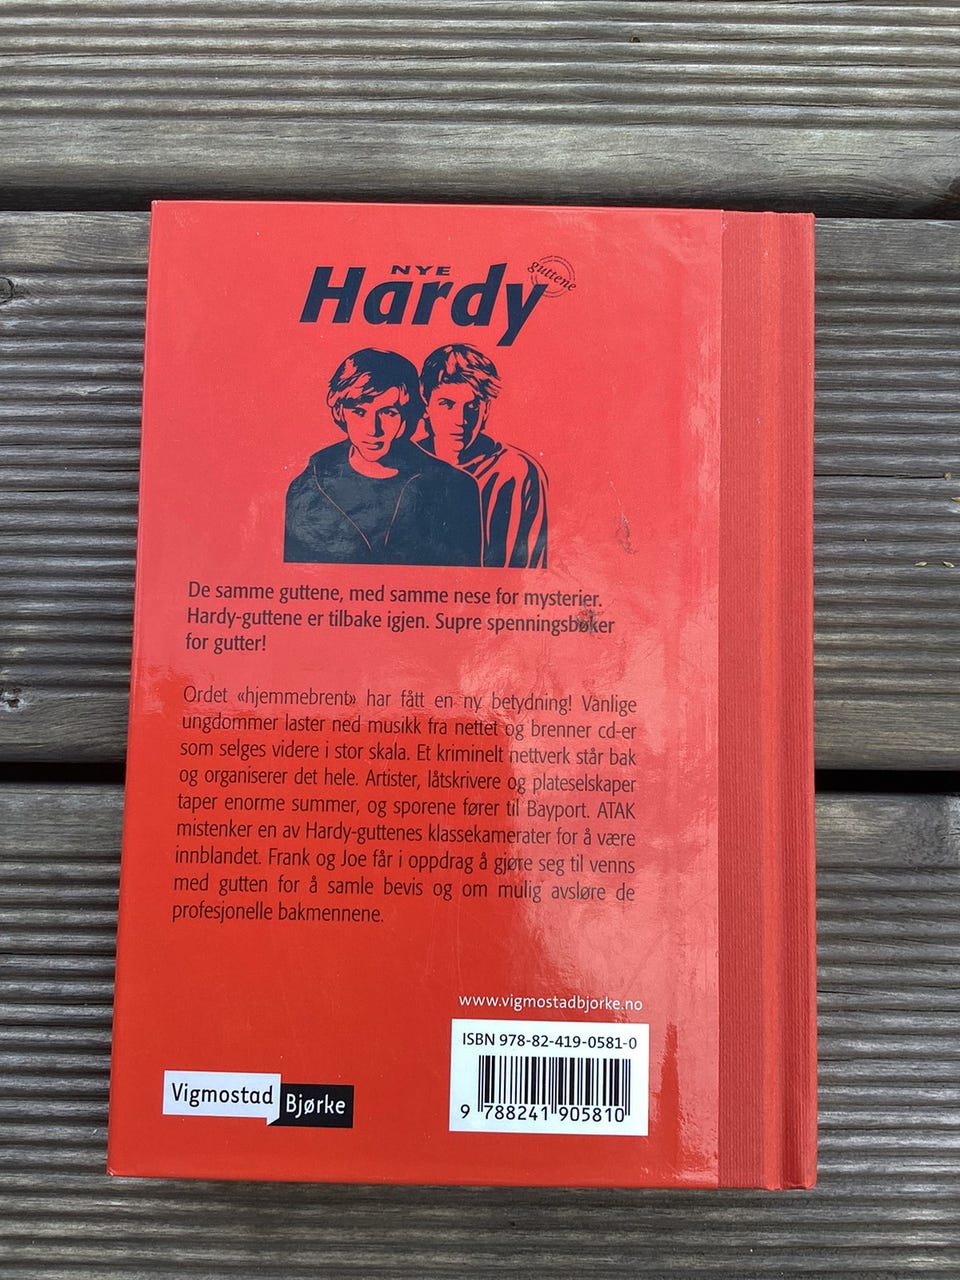 NYE
Hardy
guttene
De samme guttene, med samme nese for mysterier.
Hardy-guttene er tilbake igjen. Supre spenningsbøker
for gutter!
Ordet «hjemmebrent» har fått en ny betydning! Vanlige
ungdommer laster ned musikk fra nettet og brenner cd-er
som selges videre i stor skala. Et kriminelt nettverk står bak
og organiserer det hele. Artister, låtskrivere og plateselskaper
taper enorme summer, og sporene fører til Bayport. ATAK
mistenker en av Hardy-guttenes klassekamerater for å være
innblandet. Frank og Joe får i oppdrag å gjøre seg til venns
med gutten for å samle bevis og om mulig avsløre de
profesjonelle bakmennene.
www.vigmostadbjorke.no
ISBN 978-82-419-0581-0
9 788241 905810
Vigmostad
Bjørke